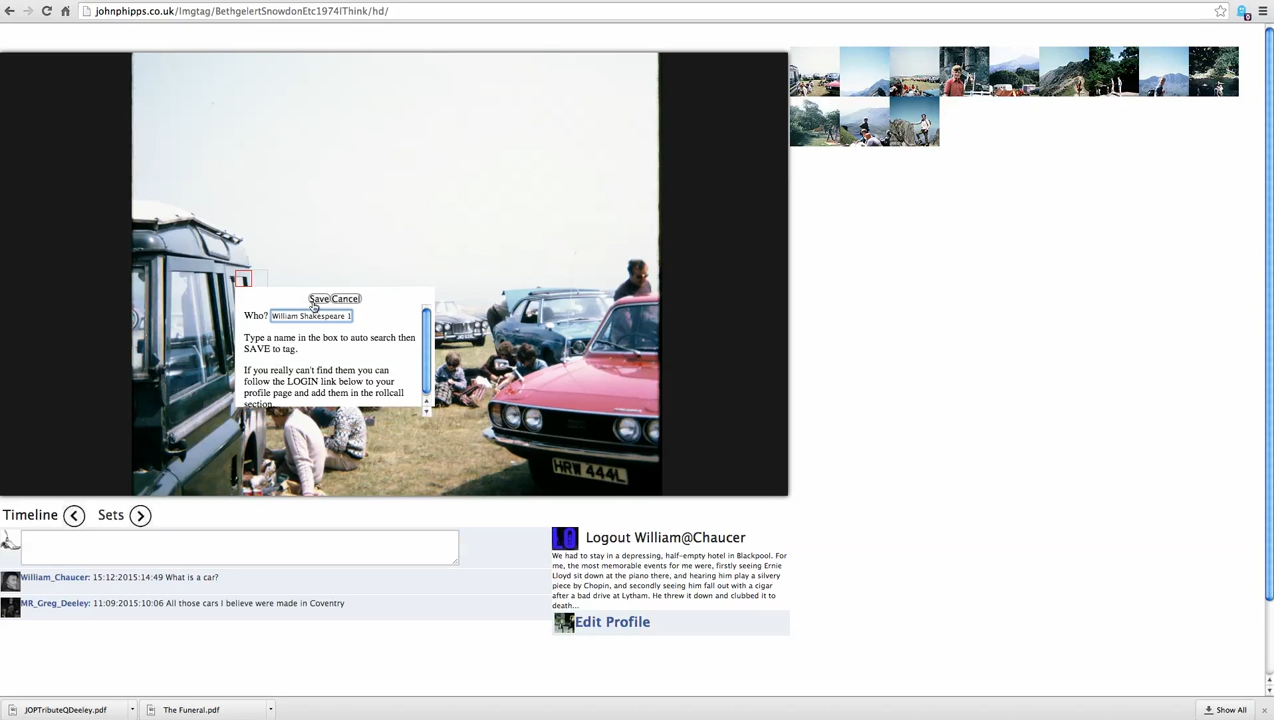 johnphipps.co.uk/Imgtag/BethgelertSnowdonEtc1974IThink/hd/
Save Cancel
Who? William Shakespeare 1
Type a name in the box to auto search then
SAVE to tag.
If you really can't find them you can
follow the LOGIN link below to your
profile page and add them in the rollcall
section.
HRW 444L
Timeline Sets
Logout William@Chaucer
We had to stay in a depressing, half-empty hotel in Blackpool. For
me, the most memorable events for me were, firstly seeing Ernie
Lloyd sit down at the piano there, and hearing him play a silvery
piece by Chopin, and secondly seeing him fall out with a cigar
after a bad drive at Lytham. He threw it down and clubbed it to
death...
William_Chaucer: 15:12:2015:14:49 What is a car?
MR_Greg_Deeley: 11:09:2015:10:06 All those cars I believe were made in Coventry
Edit Profile
JOPTributeQDeeley.pdf
The Funeral.pdf
Show All